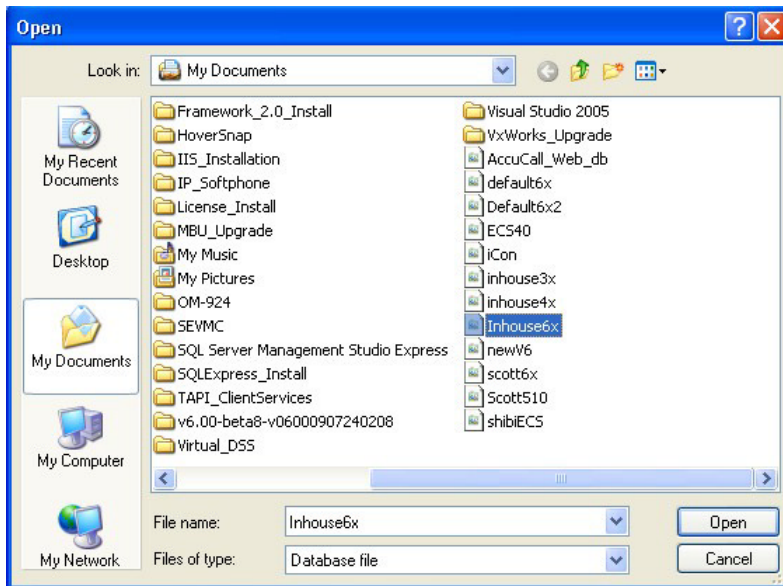 Open
Look in: My Documents
My Recent
Documents
Desktop
My Documents
My Computer
My Network
Framework_2.0_Install
HoverSnap
IIS_Installation
IP_Softphone
License_Install
MBU_Upgrade
My Music
My Pictures
OM-924
SEVMC
SQL Server Management Studio Express
SQLExpress_Install
TAPI_ClientServices
v6.00-beta8-v06000907240208
Virtual_DSS
Visual Studio 2005
VxWorks_Upgrade
AccuCall_Web_db
default6x
Default6x2
ECS40
iCon
inhouse3x
inhouse4x
Inhouse6x
newV6
scott6x
Scott510
shibiECS
File name: Inhouse6x Open
Files of type: Database file Cancel